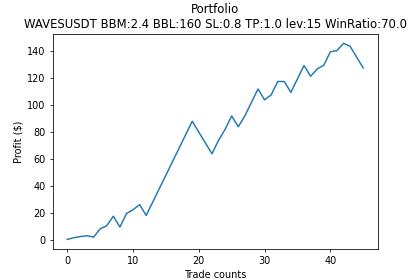 Portfolio
WAVESUSDT BBM:2.4 BBL:160 SL:0.8 TP:1.0 lev:15 WinRatio:70.0
140
120
100
80
60
40
20
0
Profit ($)
0 10 20 30 40
Trade counts